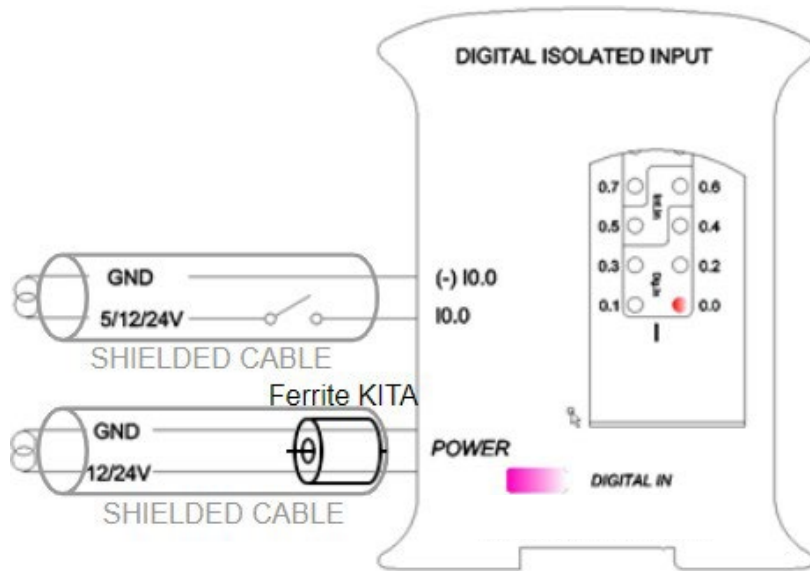 DIGITAL ISOLATED INPUT
0.7
0.6
0.5
0.4
0.3
0.2
0.1
0.0
Dig.In
GND
(-) I0.0
5/12/24V
I0.0
SHIELDED CABLE
Ferrite KITA
GND
POWER
12/24V
DIGITAL IN
SHIELDED CABLE